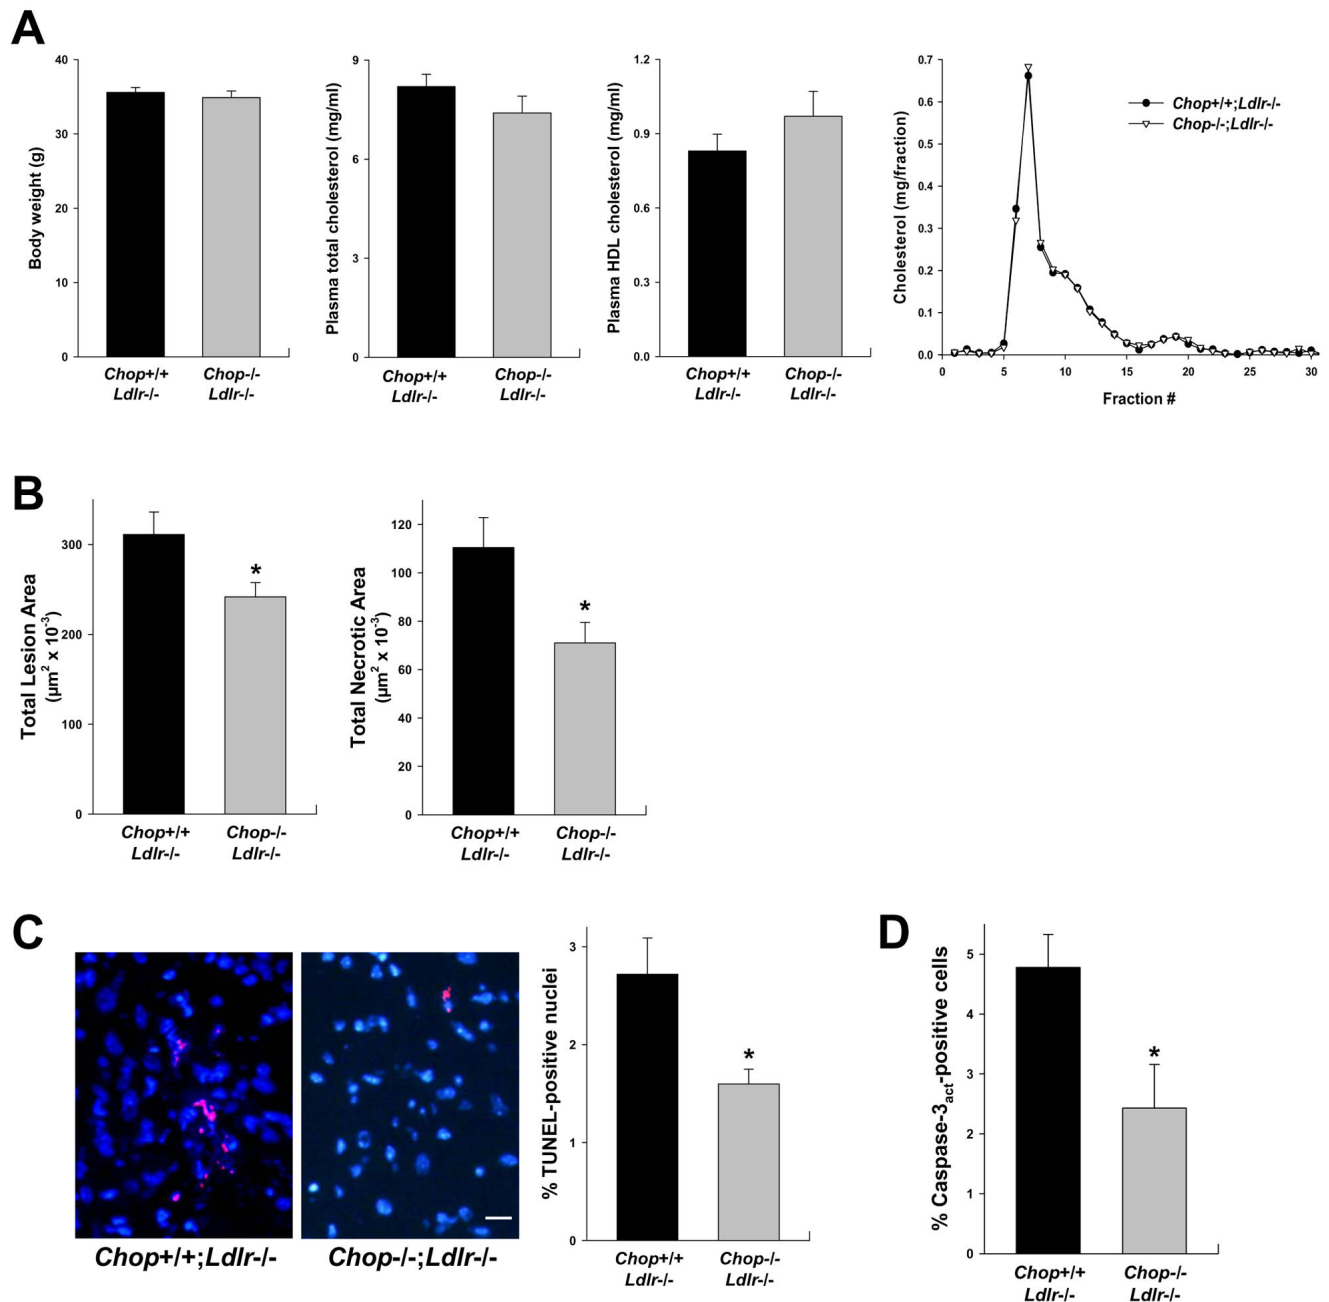 A
Body weight (g)
40
30
20
10
0
Chop+/+
Ldlr-/-
Chop-/-
Ldlr-/-
Plasma total cholesterol (mg/ml)
9
6
3
0
Chop+/+
Ldlr-/-
Chop-/-
Ldlr-/-
Plasma HDL cholesterol (mg/ml)
1.2
0.9
0.6
0.3
0.0
Chop+/+
Ldlr-/-
Chop-/-
Ldlr-/-
Cholesterol (mg/fraction)
0.7
0.6
0.5
0.4
0.3
0.2
0.1
0.0
0 5 10 15 20 25 30
Fraction #
Chop+/+;Ldlr-/-
Chop-/-;Ldlr-/-
B
Total Lesion Area
(µm² x 10⁻³)
300
200
100
0
*
Chop+/+
Ldlr-/-
Chop-/-
Ldlr-/-
Total Necrotic Area
(µm² x 10⁻³)
120
100
80
60
40
20
0
*
Chop+/+
Ldlr-/-
Chop-/-
Ldlr-/-
C
Chop+/+;Ldlr-/-
Chop-/-;Ldlr-/-
% TUNEL-positive nuclei
3
2
1
0
*
Chop+/+
Ldlr-/-
Chop-/-
Ldlr-/-
D
% Caspase-3act-positive cells
5
4
3
2
1
0
*
Chop+/+
Ldlr-/-
Chop-/-
Ldlr-/-